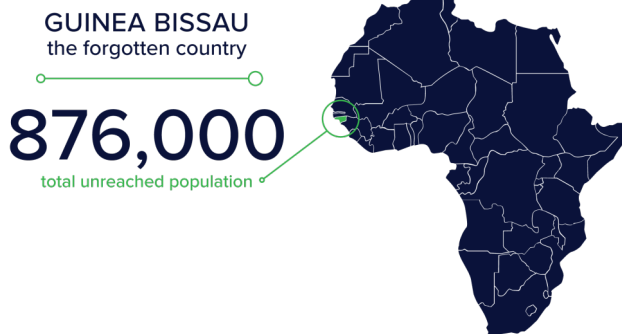 GUINEA BISSAU
the forgotten country
876,000
total unreached population